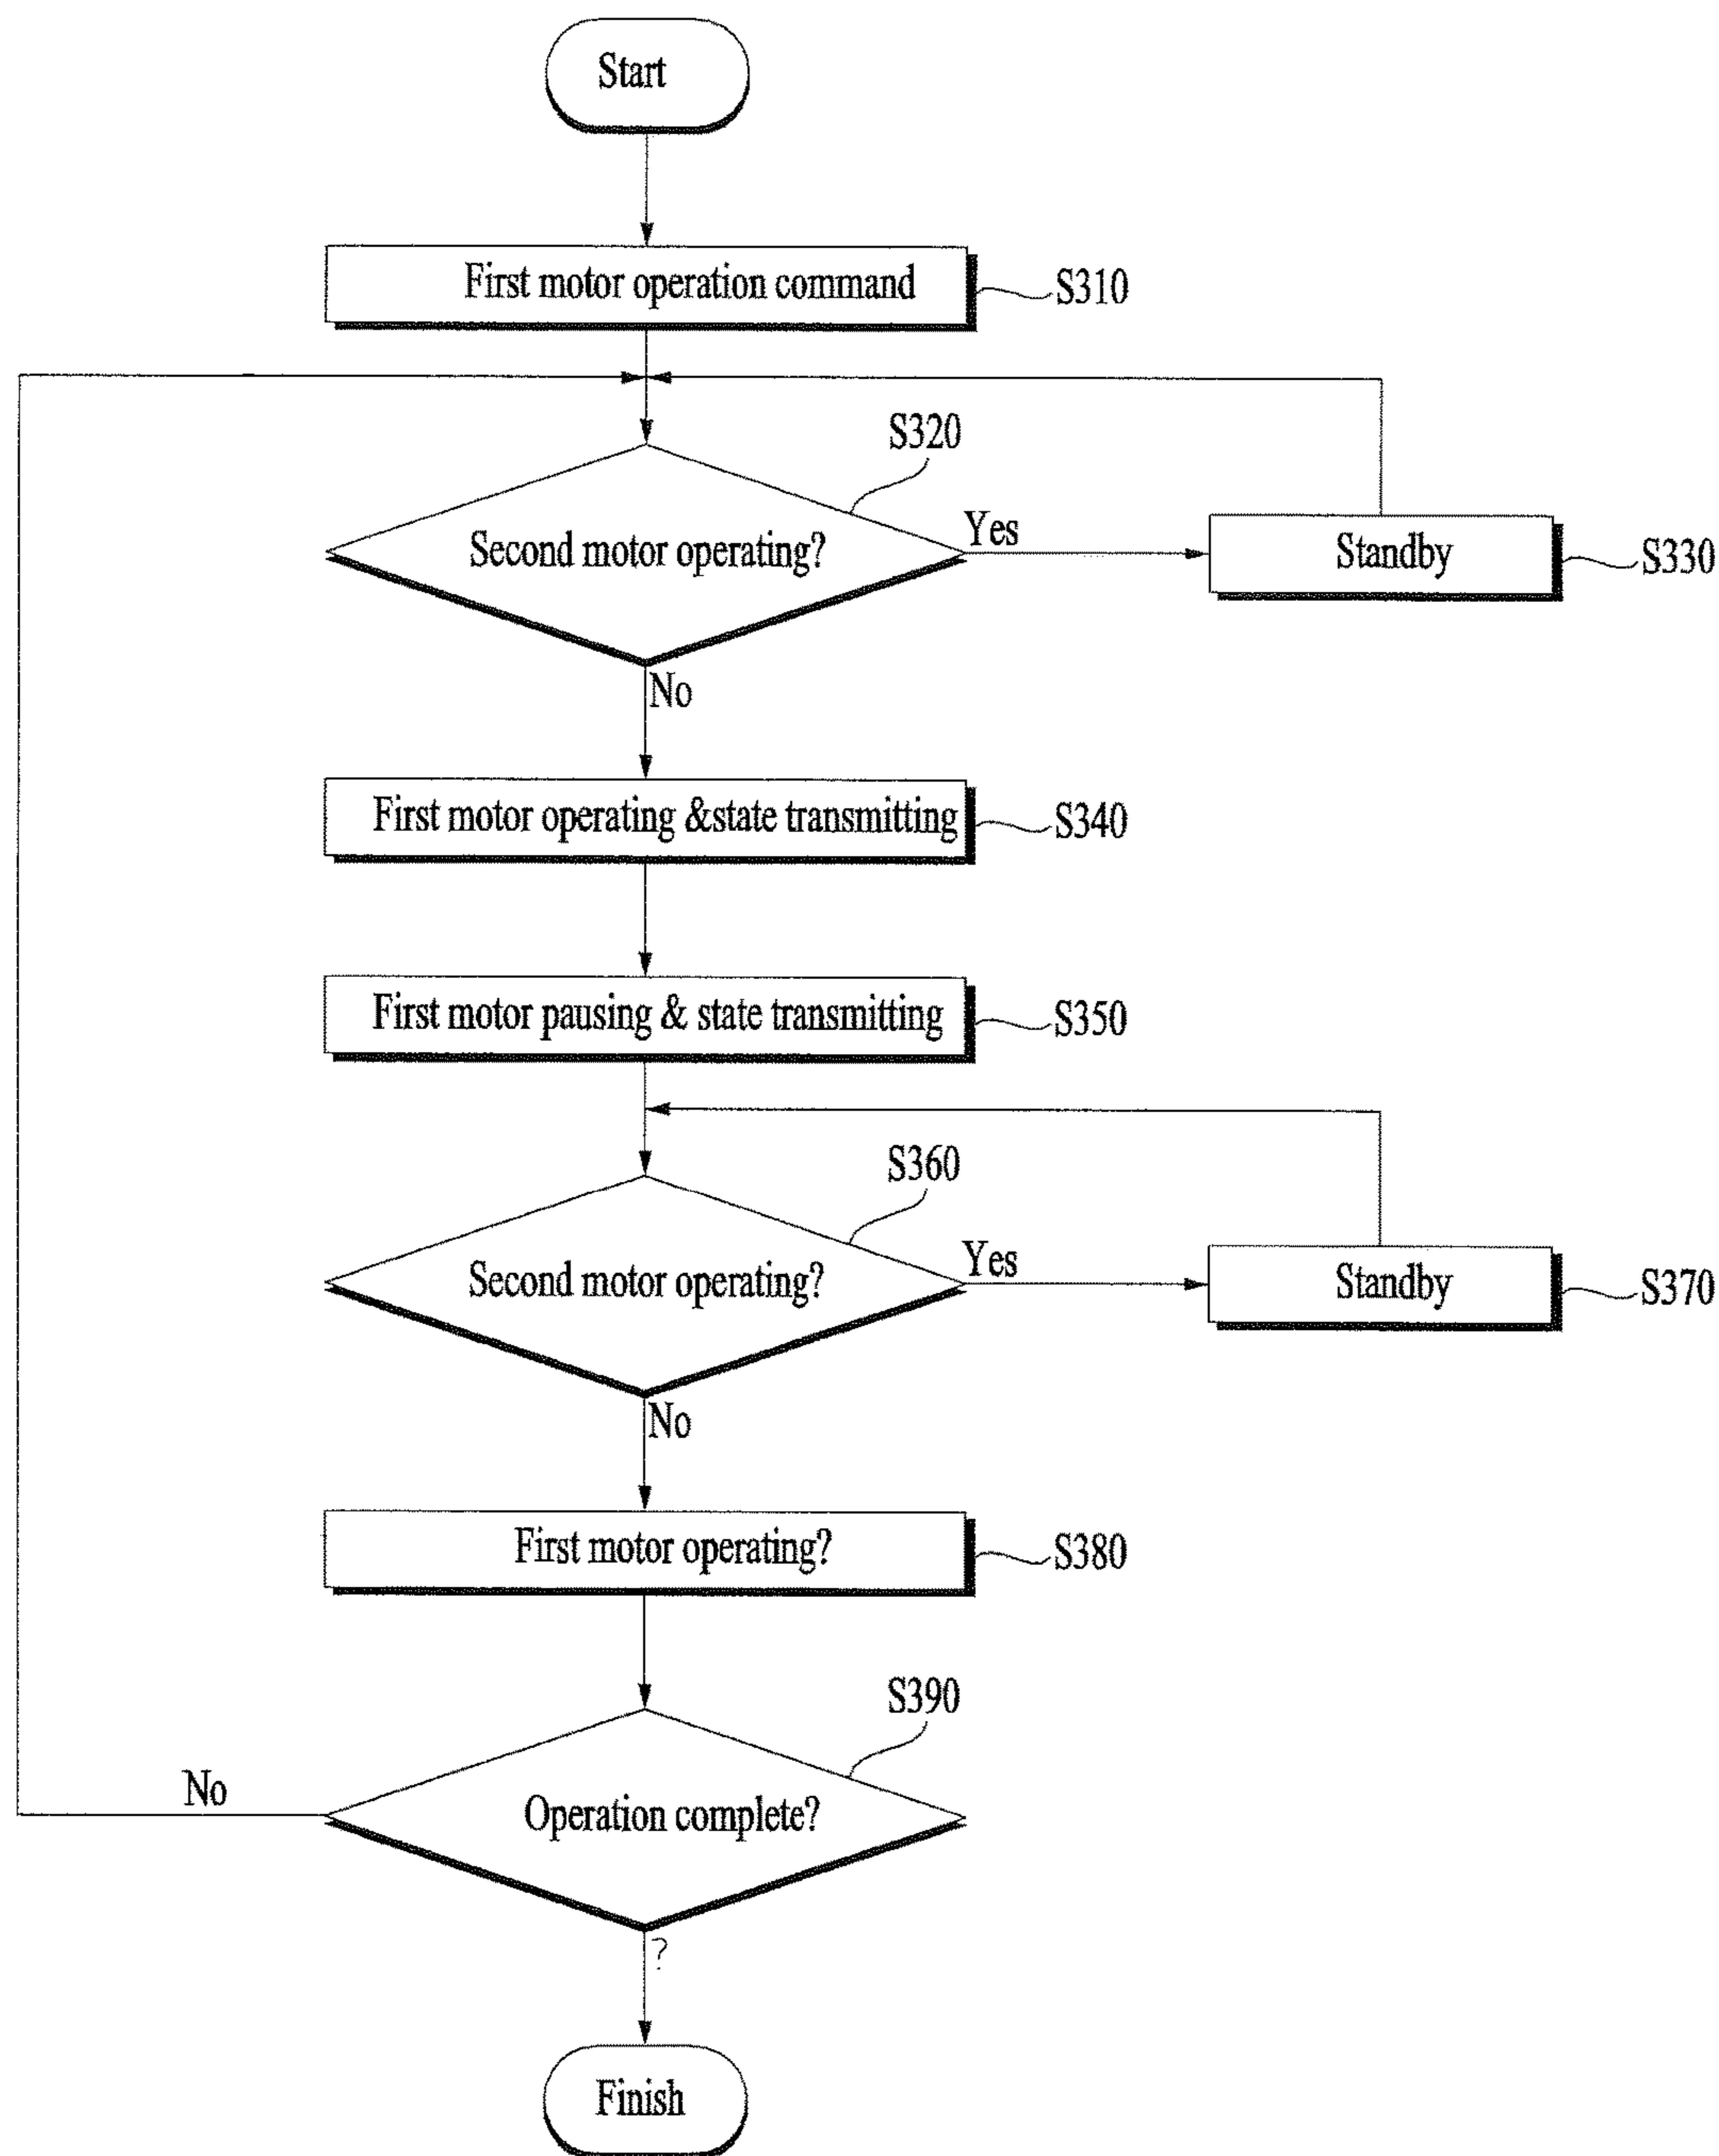 Start
First motor operation command
S310
S320
Second motor operating?
Yes
Standby
S330
No
First motor operating &state transmitting
S340
First motor pausing & state transmitting
S350
S360
Second motor operating?
Yes
Standby
S370
No
First motor operating?
S380
S390
No
Operation complete?
?
Finish